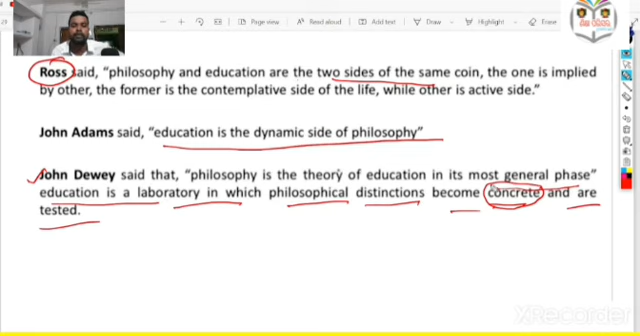 Page view
Read aloud
Add text
Draw
Highlight
Erase
Ross said, "philosophy and education are the two sides of the same coin, the one is implied
by other, the former is the contemplative side of the life, while other is active side."
John Adams said, "education is the dynamic side of philosophy"
John Dewey said that, "philosophy is the theory of education in its most general phase"
education is a laboratory in which philosophical distinctions become concrete and are
tested.
XRecorder